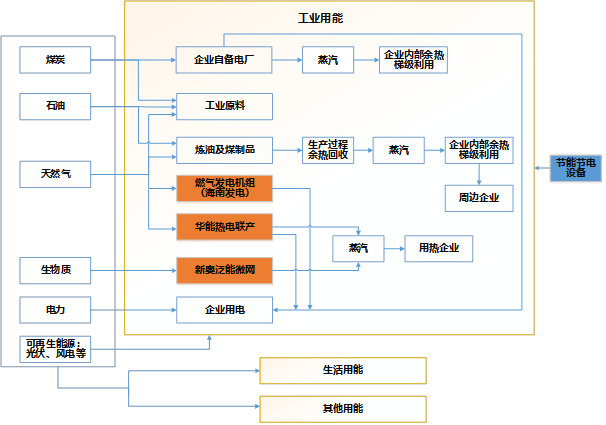 工业用能
煤炭
企业自备电厂
蒸汽
企业内部余热
梯级利用
石油
工业原料
炼油及煤制品
生产过程
余热回收
蒸汽
企业内部余热
梯级利用
节能节电
设备
天然气
燃气发电机组
（海南发电）
周边企业
华能热电联产
蒸汽
用热企业
生物质
新奥泛能微网
电力
企业用电
可再生能源：
光伏、风电等
生活用能
其他用能